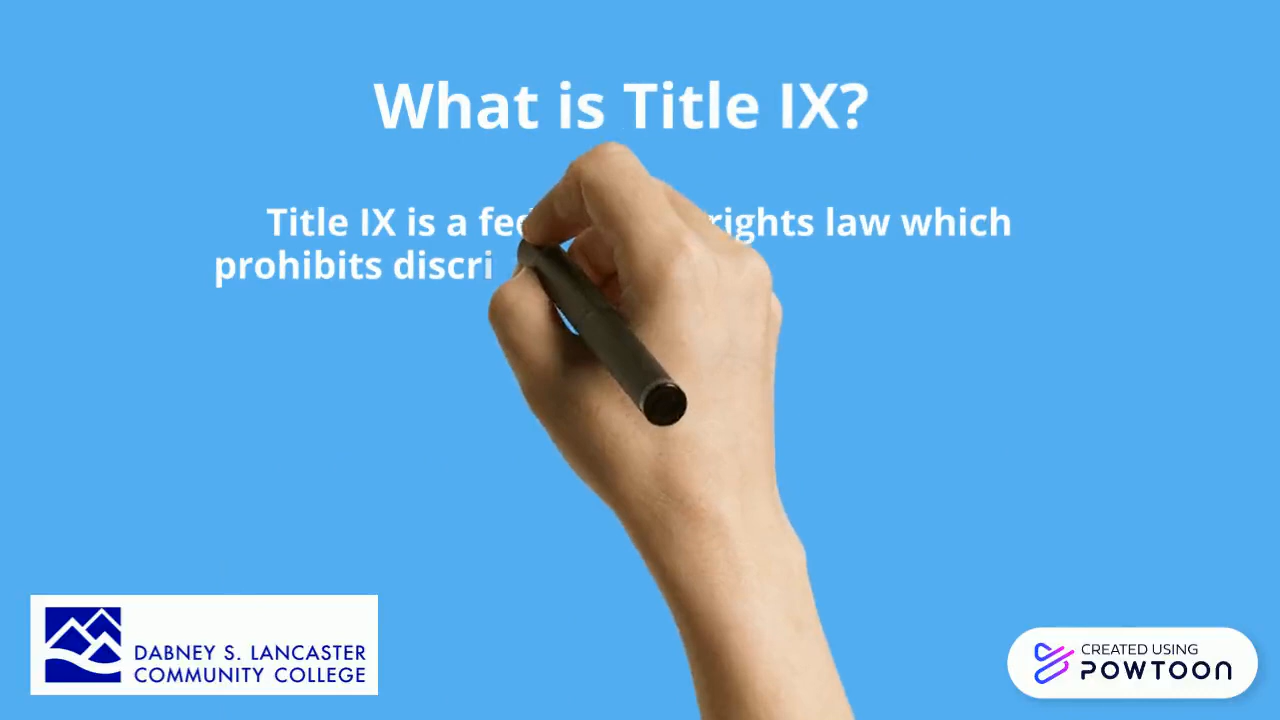 What is Title IX?
Title IX is a fed rights law which
prohibits discri
DABNEY S. LANCASTER
COMMUNITY COLLEGE
CREATED USING
POWTOON